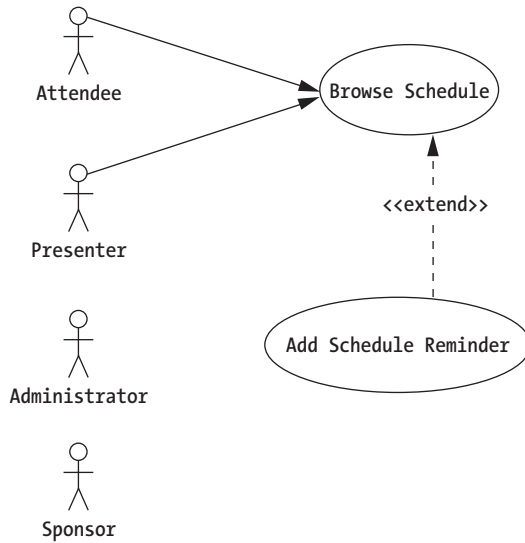 Attendee
Browse Schedule
<<extend>>
Presenter
Add Schedule Reminder
Administrator
Sponsor